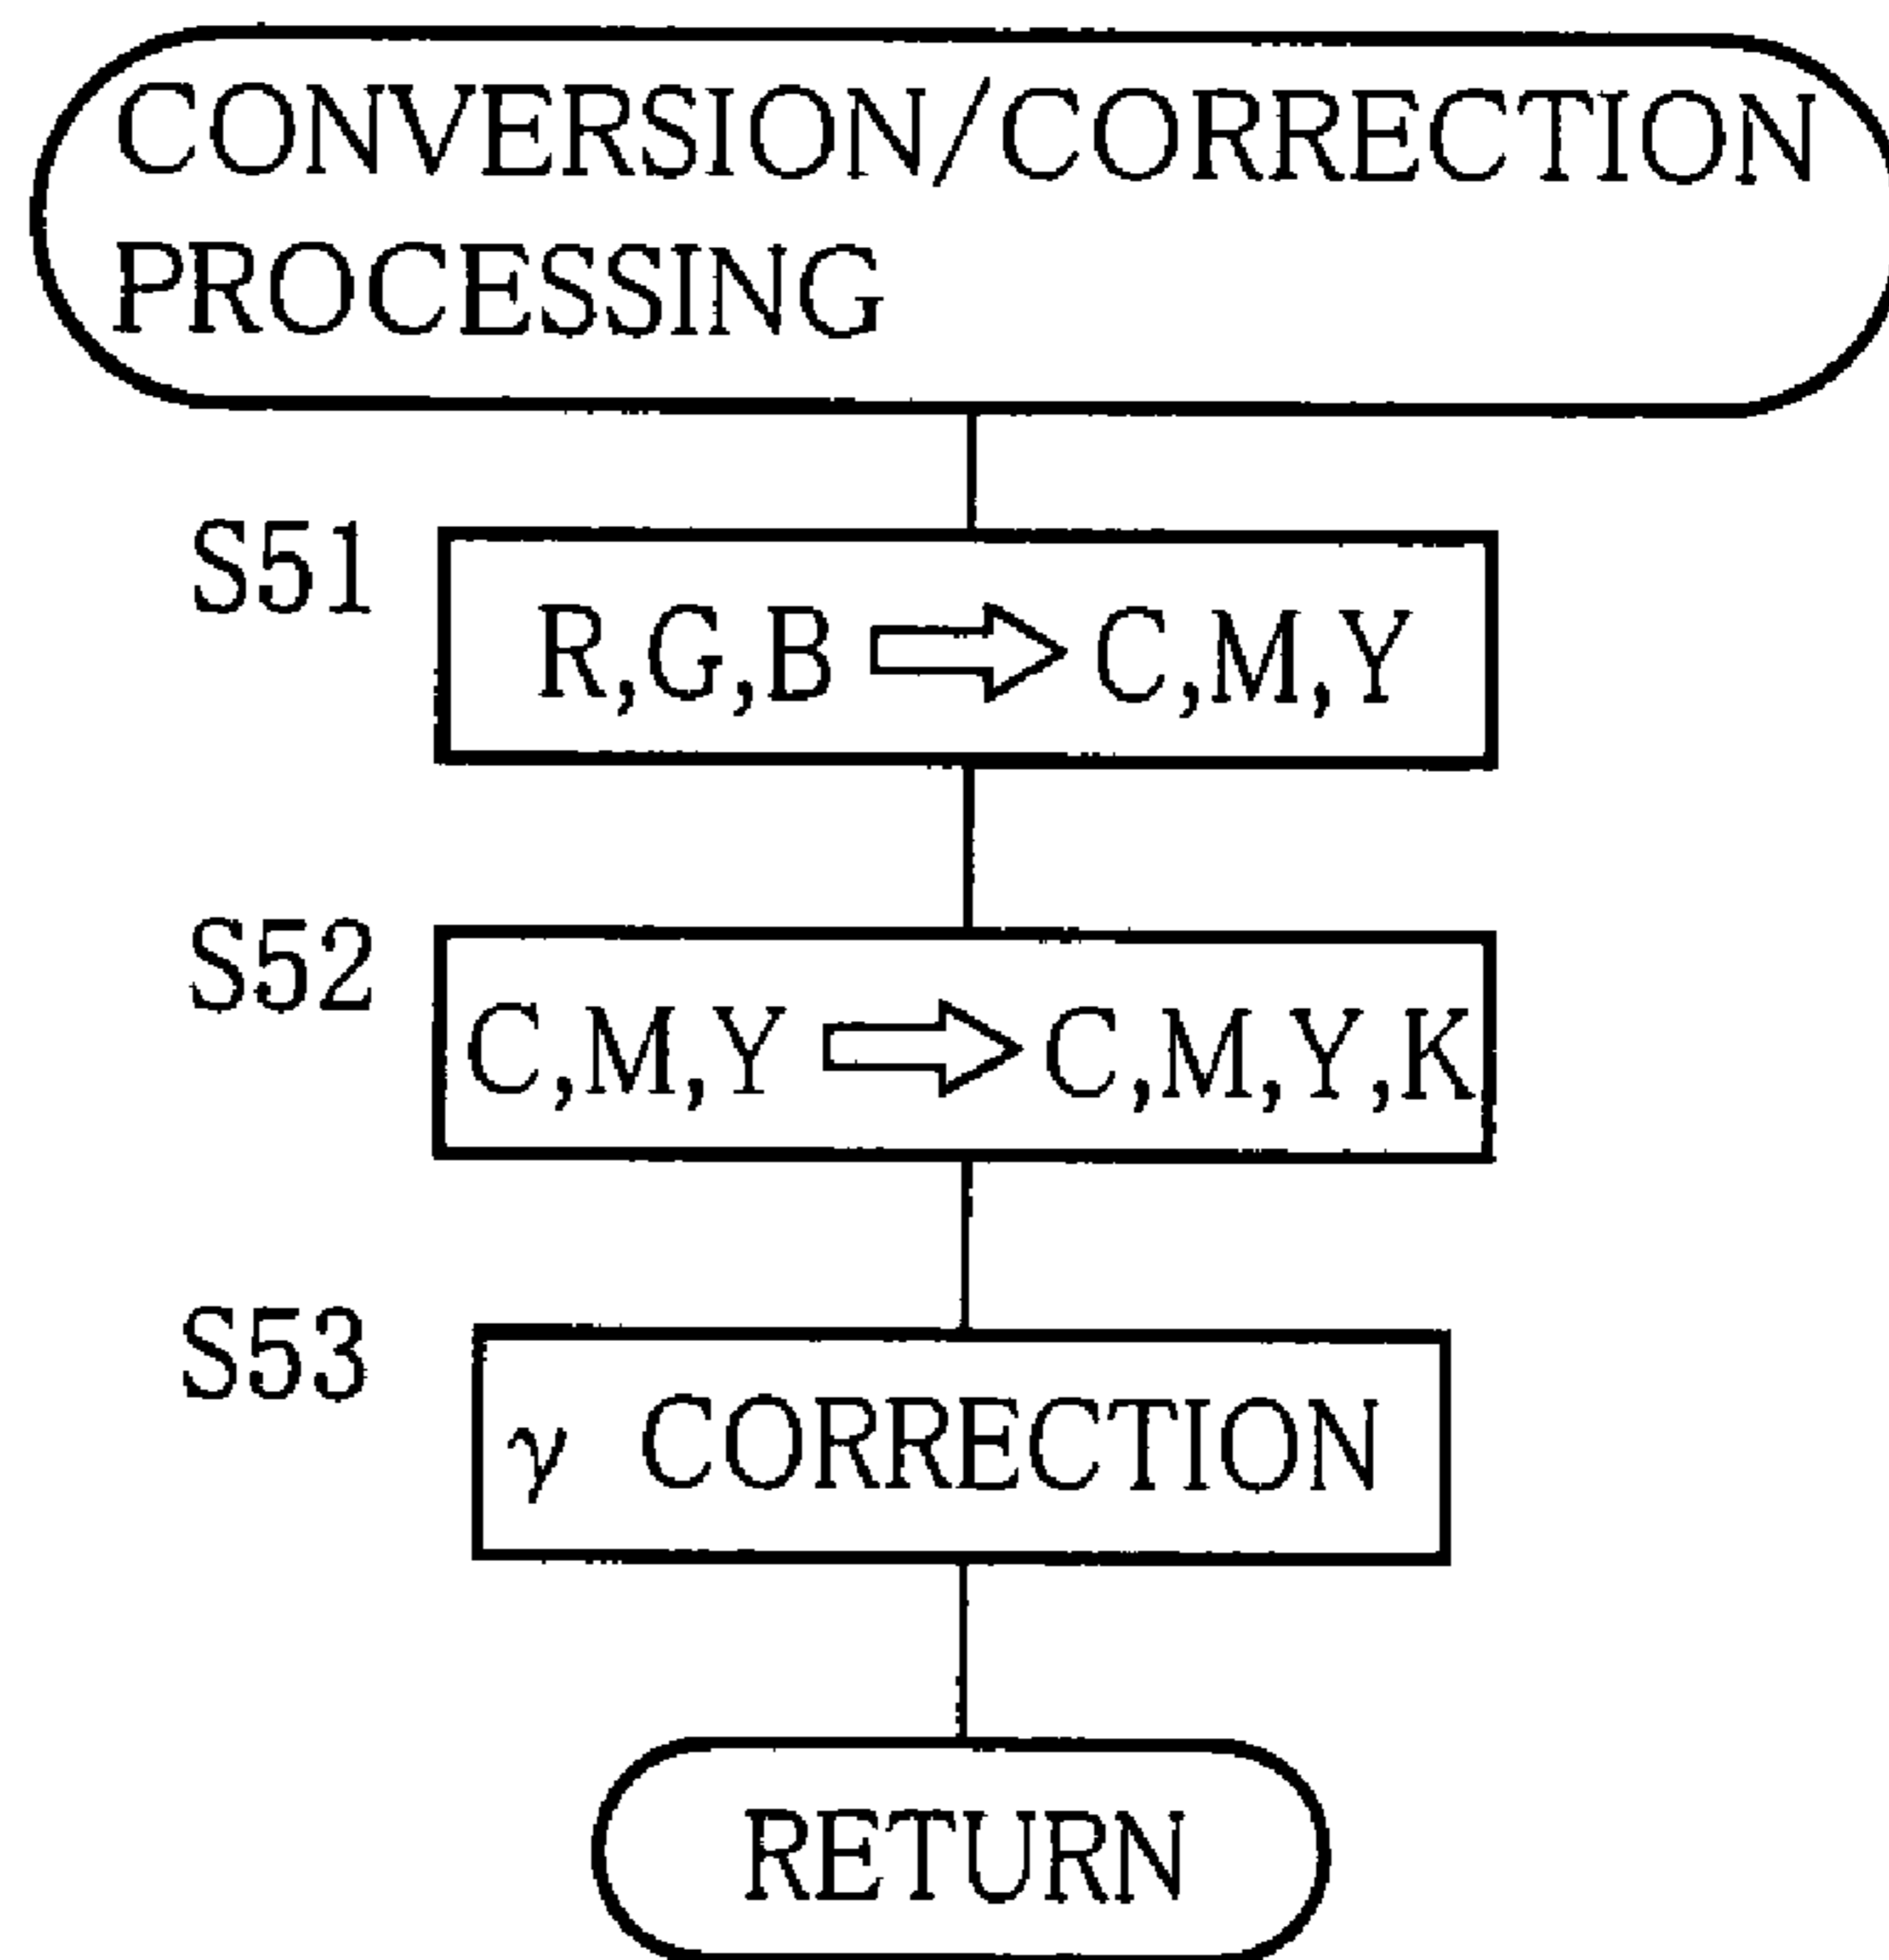 CONVERSION/CORRECTION
PROCESSING
S51
R,G,B ⇨ C,M,Y
S52
C,M,Y ⇨ C,M,Y,K
S53
γ CORRECTION
RETURN